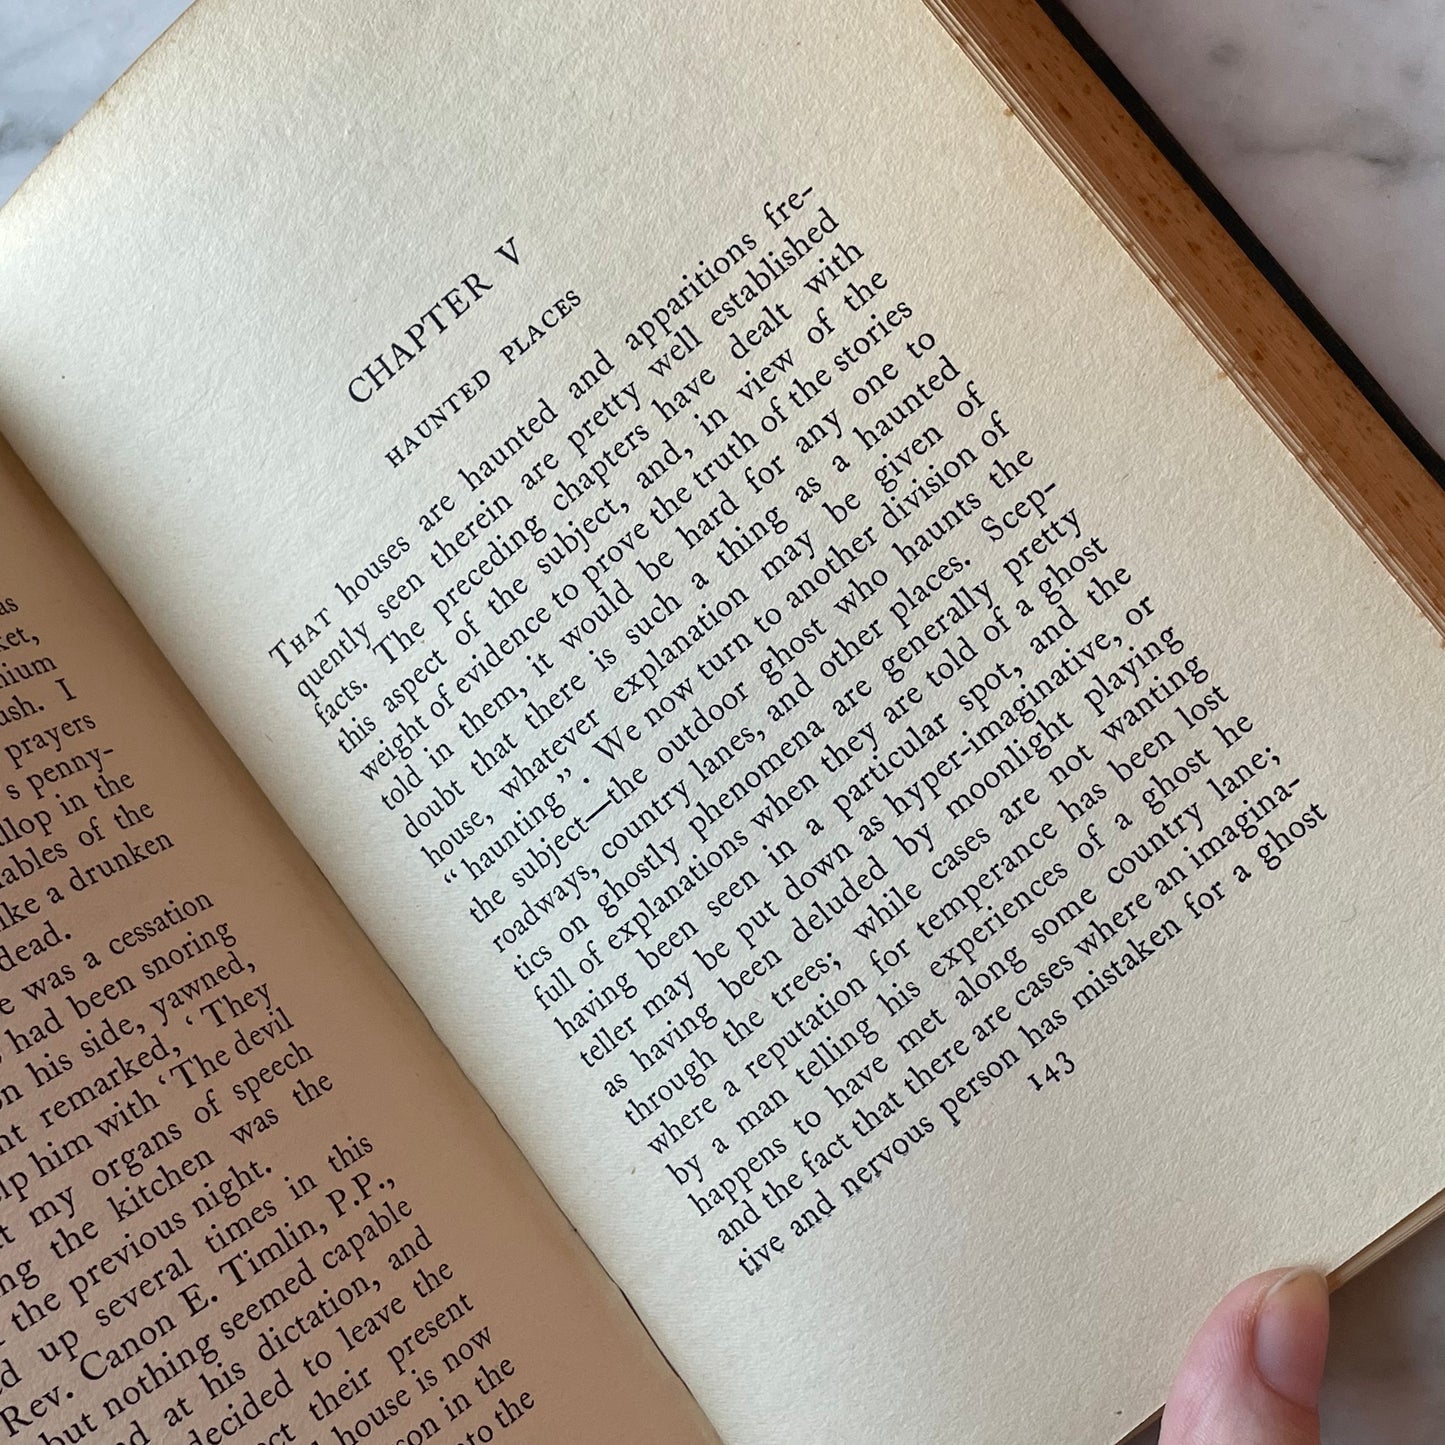 as
ket,
nium
ush. I
prayers
s penny-
llop in the
ables of the
ike a drunken
dead.
e was a cessation
had been snoring
on his side, yawned,
nt remarked, ‘ They
lp him with ‘ The devil
t my organs of speech
ng the kitchen was the
the previous night.
ed up several times in this
Rev. Canon E. Timlin, P.P.,
but nothing seemed capable
nd at his dictation, and
decided to leave the
ct their present
house is now
son in the
nto the
CHAPTER V
HAUNTED PLACES
THAT houses are haunted and apparitions fre-
quently seen therein are pretty well established
facts. The preceding chapters have dealt with
this aspect of the subject, and, in view of the
weight of evidence to prove the truth of the stories
told in them, it would be hard for any one to
doubt that there is such a thing as a haunted
house, whatever explanation may be given of
“ haunting ”. We now turn to another division of
the subject—the outdoor ghost who haunts the
roadways, country lanes, and other places. Scep-
tics on ghostly phenomena are generally pretty
full of explanations when they are told of a ghost
having been seen in a particular spot, and the
teller may be put down as hyper-imaginative, or
as having been deluded by moonlight playing
through the trees; while cases are not wanting
where a reputation for temperance has been lost
by a man telling his experiences of a ghost he
happens to have met along some country lane;
and the fact that there are cases where an imagina-
tive and nervous person has mistaken for a ghost
143